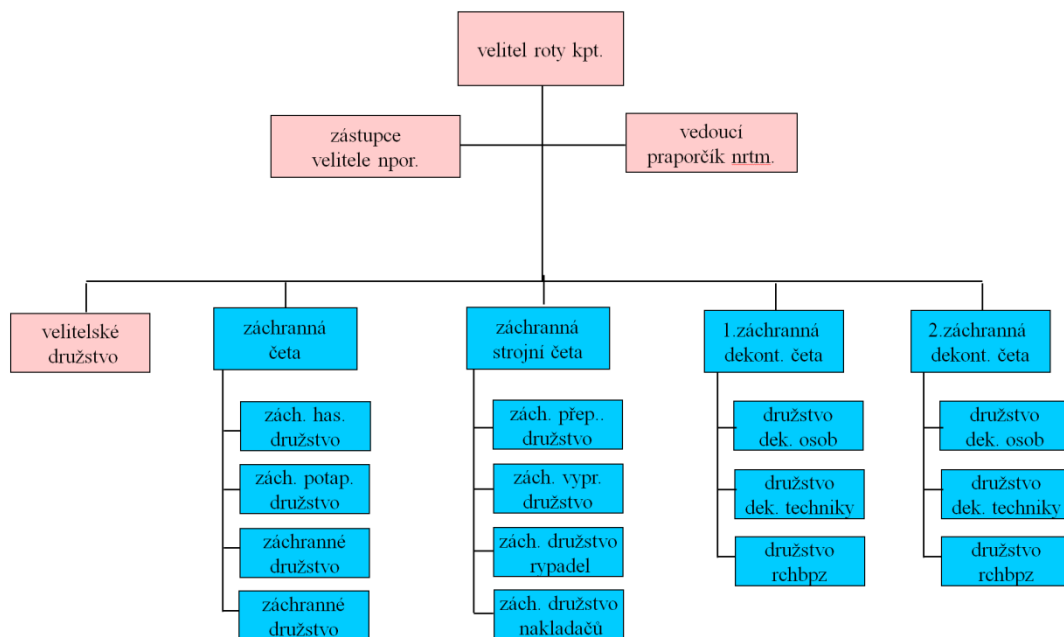 velitel roty kpt.
zástupce
velitele npor.
vedoucí
praporčík nrtm.
velitelské
družstvo
záchranná
četa
zách. has.
družstvo
zách. potap.
družstvo
záchranné
družstvo
záchranné
družstvo
záchranná
strojní četa
zách. přep..
družstvo
zách. vypr.
družstvo
zách. družstvo
rypadel
zách. družstvo
nakladačů
1.záchranná
dekont. četa
družstvo
dek. osob
družstvo
dek. techniky
družstvo
rchbpz
2.záchranná
dekont. četa
družstvo
dek. osob
družstvo
dek. techniky
družstvo
rchbpz